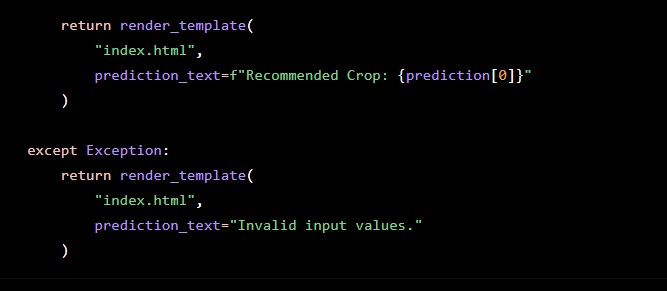 return render_template(
"index.html",
prediction_text=f"Recommended Crop: {prediction[0]}"
)
except Exception:
return render_template(
"index.html",
prediction_text="Invalid input values."
)